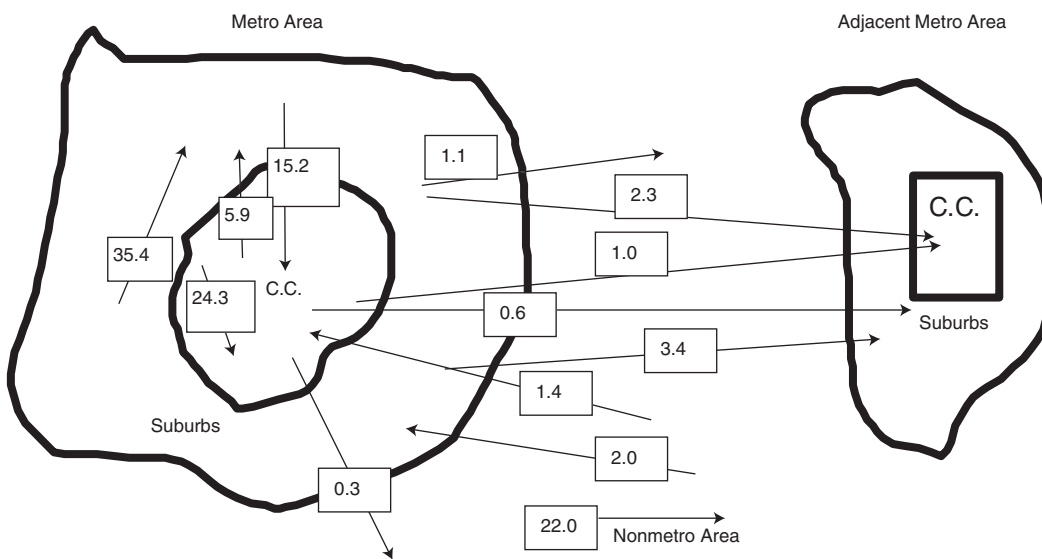 Metro Area
Adjacent Metro Area
15.2
1.1
2.3
5.9
C.C.
35.4
1.0
24.3
C.C.
0.6
Suburbs
3.4
1.4
Suburbs
2.0
0.3
22.0
Nonmetro Area